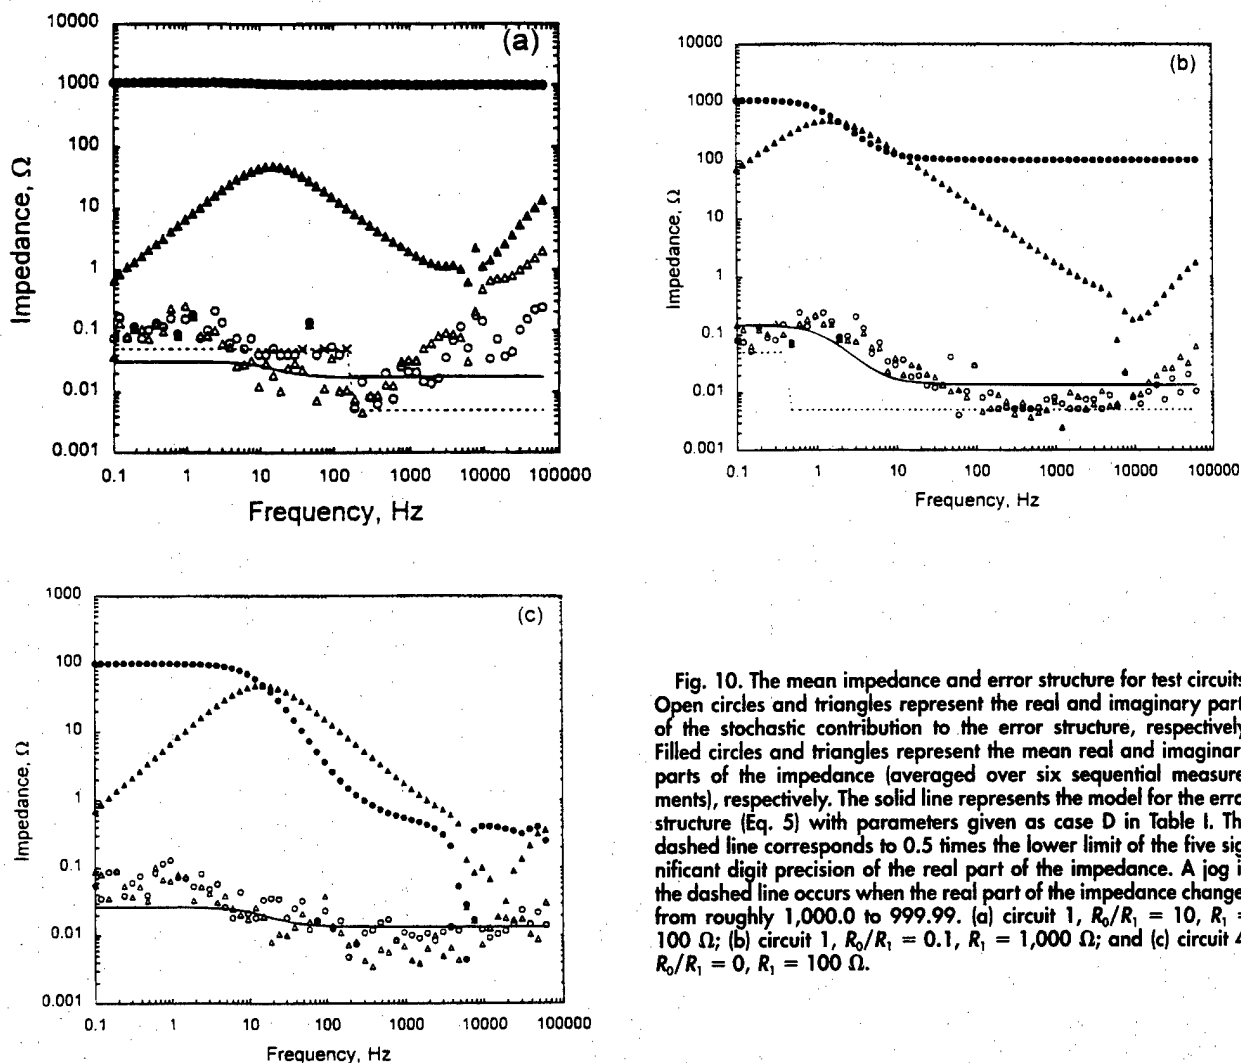 (a)
10000
1000
100
10
1
0.1
0.01
0.001
Impedance, Ω
0.1 1 10 100 1000 10000 100000
Frequency, Hz
(b)
10000
1000
100
10
1
0.1
0.01
0.001
Impedance, Ω
0.1 1 10 100 1000 10000 100000
Frequency, Hz
(c)
1000
100
10
1
0.1
0.01
0.001
Impedance, Ω
0.1 1 10 100 1000 10000 100000
Frequency, Hz
Fig. 10. The mean impedance and error structure for test circuits
Open circles and triangles represent the real and imaginary part
of the stochastic contribution to the error structure, respectively
Filled circles and triangles represent the mean real and imaginar
parts of the impedance (averaged over six sequential measure
ments), respectively. The solid line represents the model for the erro
structure (Eq. 5) with parameters given as case D in Table I. Th
dashed line corresponds to 0.5 times the lower limit of the five sig
nificant digit precision of the real part of the impedance. A jog i
the dashed line occurs when the real part of the impedance change
from roughly 1,000.0 to 999.99. (a) circuit 1, R₀/R₁ = 10, R₁ =
100 Ω; (b) circuit 1, R₀/R₁ = 0.1, R₁ = 1,000 Ω; and (c) circuit 4
R₀/R₁ = 0, R₁ = 100 Ω.